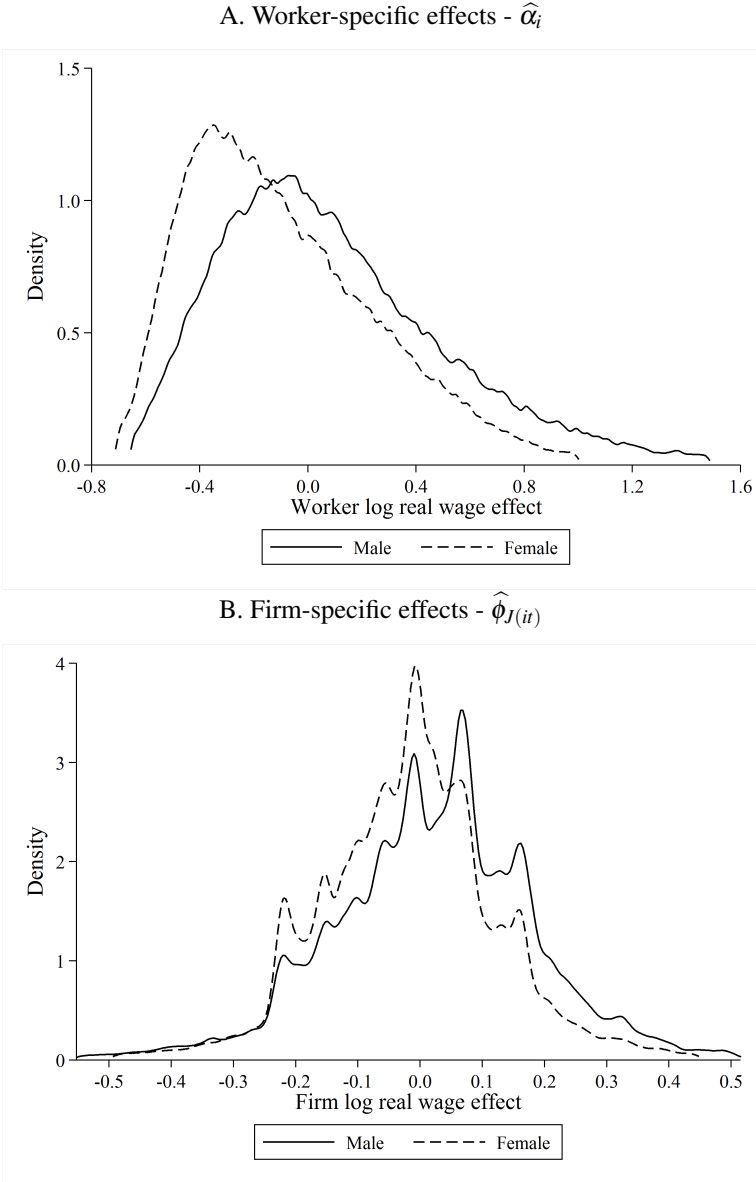 A. Worker-specific effects - α̂ᵢ
1.5
1.0
0.5
0.0
Density
-0.8 -0.4 0.0 0.4 0.8 1.2 1.6
Worker log real wage effect
Male Female
B. Firm-specific effects - φ̂_J(it)
4
3
2
1
0
Density
-0.5 -0.4 -0.3 -0.2 -0.1 0.0 0.1 0.2 0.3 0.4 0.5
Firm log real wage effect
Male Female